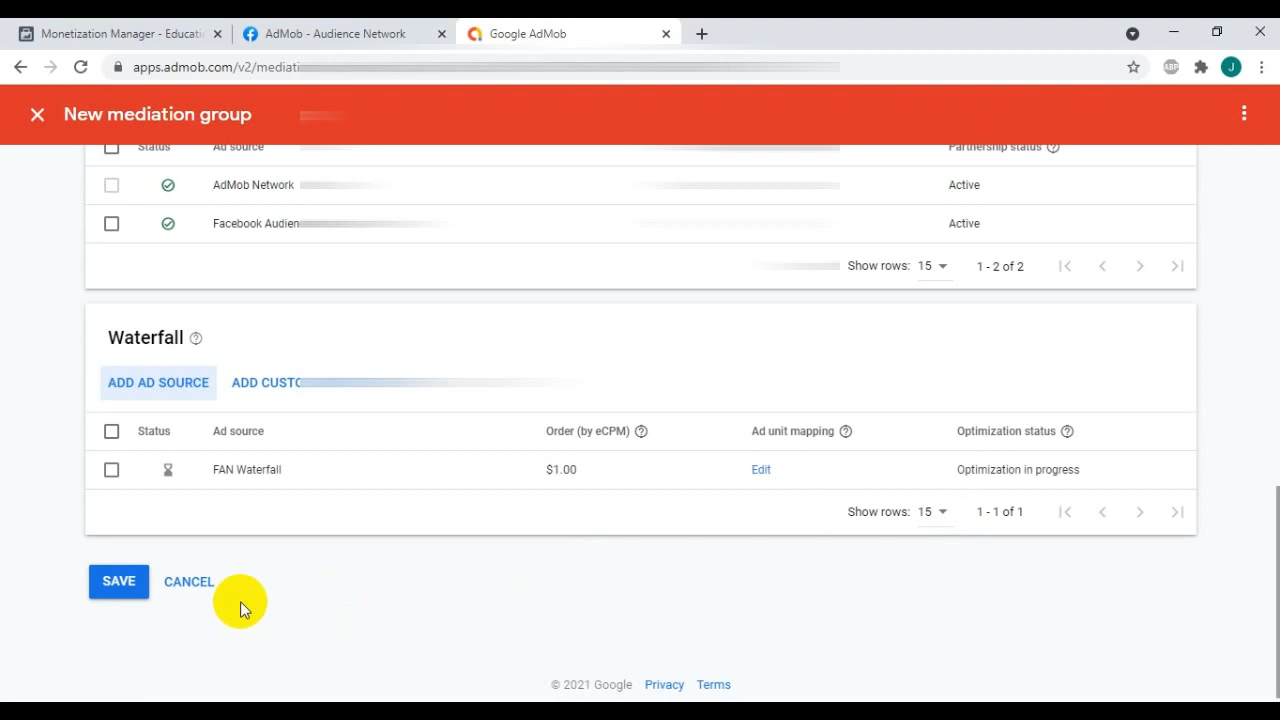 Monetization Manager - Educati
AdMob - Audience Network
Google AdMob
apps.admob.com/v2/mediati
ABP
J
New mediation group
Status Ad source Partnership status
AdMob Network Active
Facebook Audien Active
Show rows: 15 1 - 2 of 2
Waterfall
ADD AD SOURCE ADD CUSTO
Status Ad source Order (by eCPM) Ad unit mapping Optimization status
FAN Waterfall $1.00 Edit Optimization in progress
Show rows: 15 1 - 1 of 1
SAVE CANCEL
© 2021 Google Privacy Terms